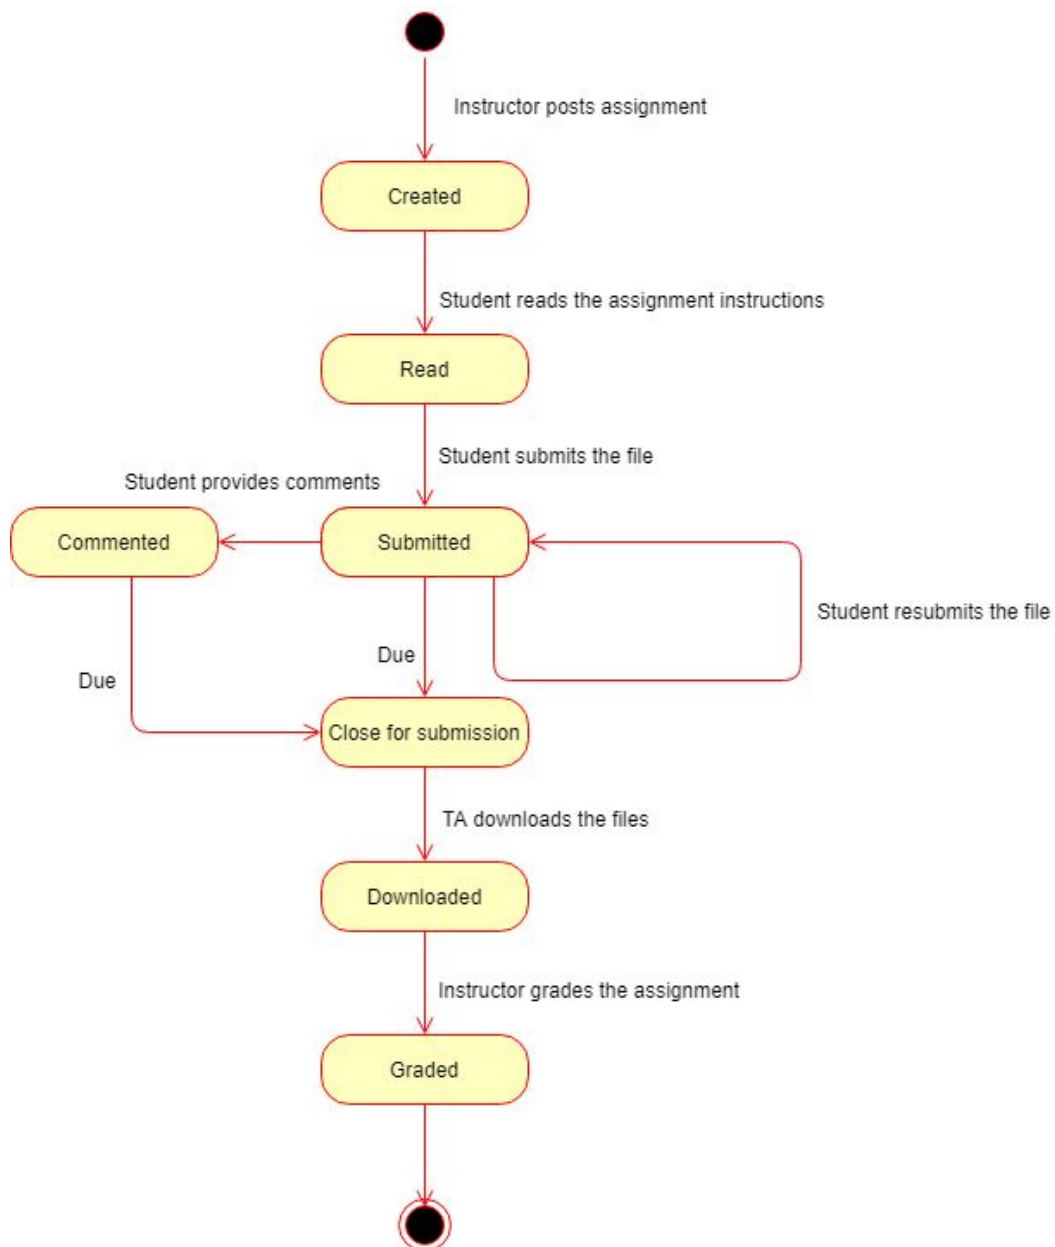 Instructor posts assignment
Created
Student reads the assignment instructions
Read
Student submits the file
Student provides comments
Commented
Submitted
Student resubmits the file
Due
Due
Close for submission
TA downloads the files
Downloaded
Instructor grades the assignment
Graded